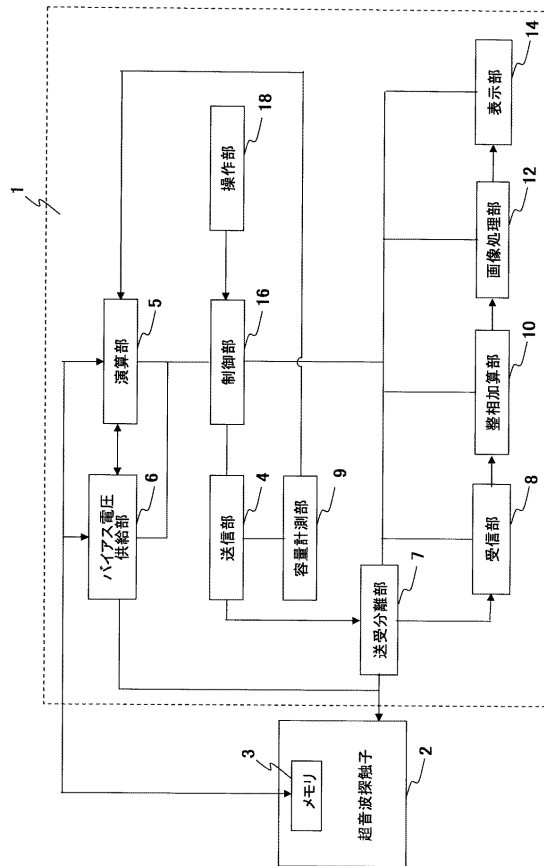 1
演算部
5
バイアス電圧
供給部
6
操作部
18
制御部
16
送信部
4
容量計測部
9
送受分離部
7
受信部
8
整相加算部
10
画像処理部
12
表示部
14
メモリ
3
超音波探触子
2